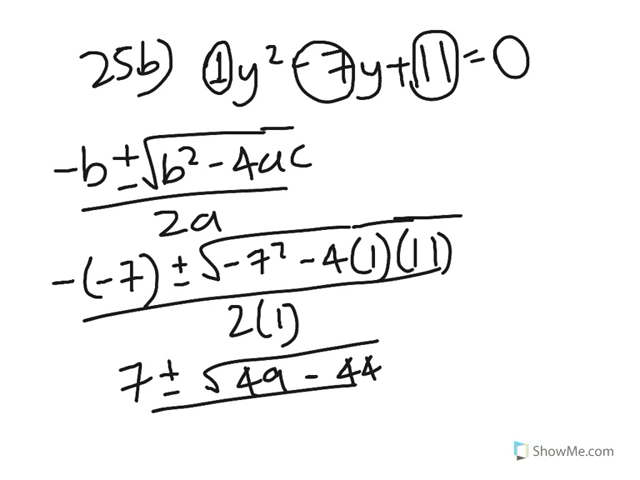 25b) 1y² - 7y + 11 = 0
-b ± √b² - 4ac
2a
-(-7) ± √-7² - 4(1)(11)
2(1)
7 ± √49 - 44
ShowMe.com